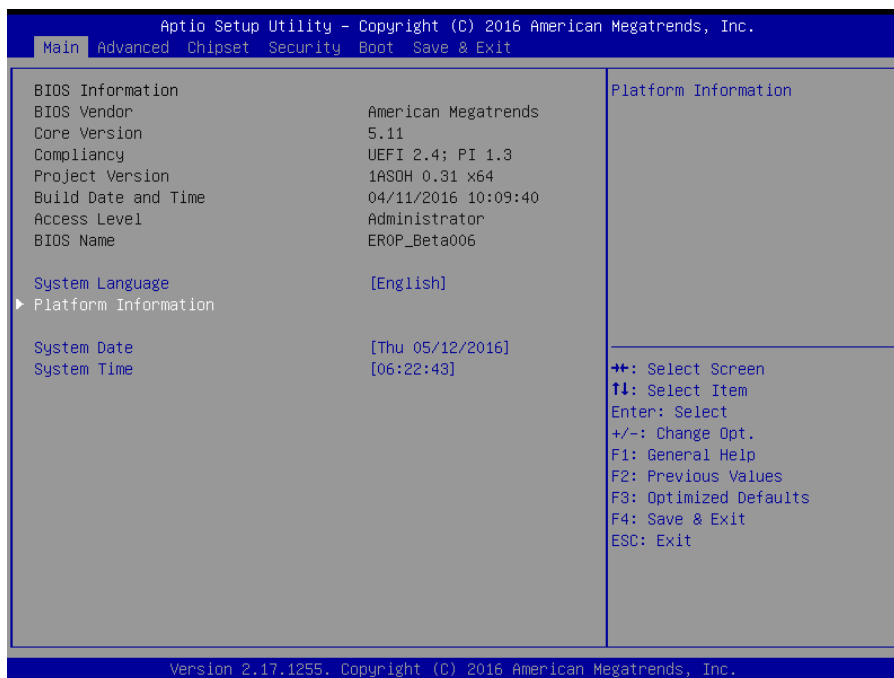 Aptio Setup Utility – Copyright (C) 2016 American Megatrends, Inc.
Main Advanced Chipset Security Boot Save & Exit
BIOS Information
BIOS Vendor American Megatrends
Core Version 5.11
Compliancy UEFI 2.4; PI 1.3
Project Version 1ASOH 0.31 x64
Build Date and Time 04/11/2016 10:09:40
Access Level Administrator
BIOS Name EROP_Beta006
System Language [English]
Platform Information
System Date [Thu 05/12/2016]
System Time [06:22:43]
Platform Information
→←: Select Screen
↑↓: Select Item
Enter: Select
+/-: Change Opt.
F1: General Help
F2: Previous Values
F3: Optimized Defaults
F4: Save & Exit
ESC: Exit
Version 2.17.1255. Copyright (C) 2016 American Megatrends, Inc.